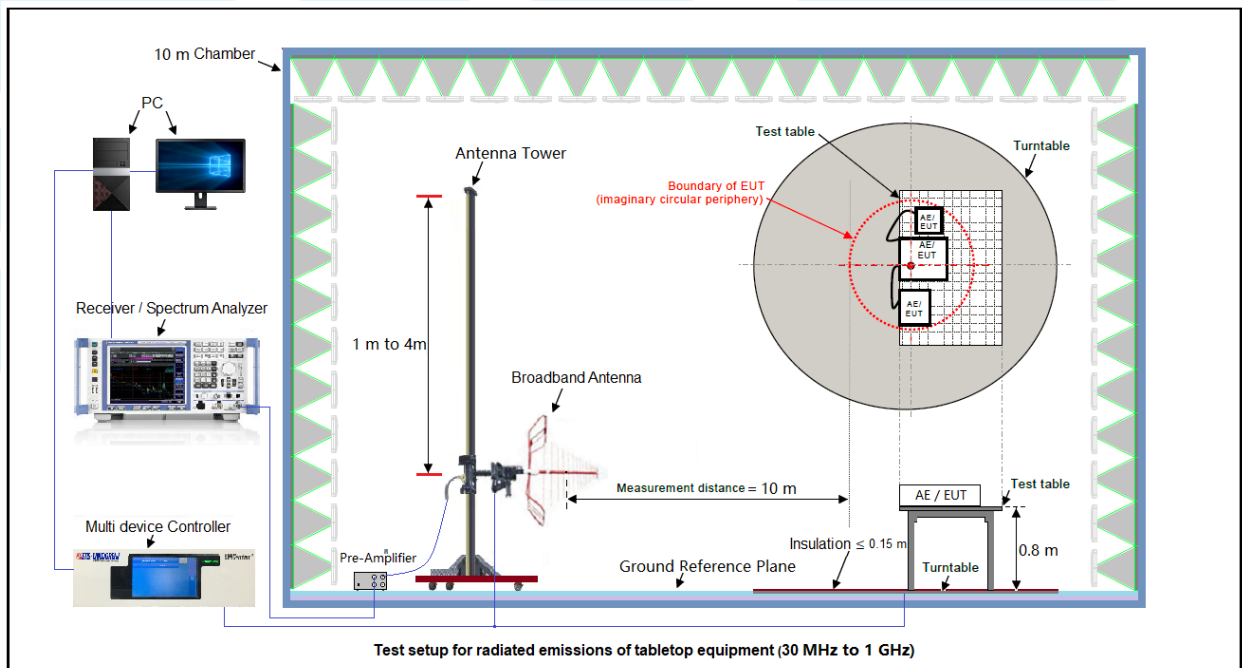 10 m Chamber
PC
Antenna Tower
Test table
Turntable
Boundary of EUT
(imaginary circular periphery)
AE /
EUT
AE /
EUT
AE/
EUT
Receiver / Spectrum Analyzer
1 m to 4m
Broadband Antenna
Measurement distance = 10 m
AE / EUT
Test table
Multi device Controller
Pre-Amplifier
Insulation ≤ 0.15 m
0.8 m
Ground Reference Plane
Turntable
Test setup for radiated emissions of tabletop equipment (30 MHz to 1 GHz)